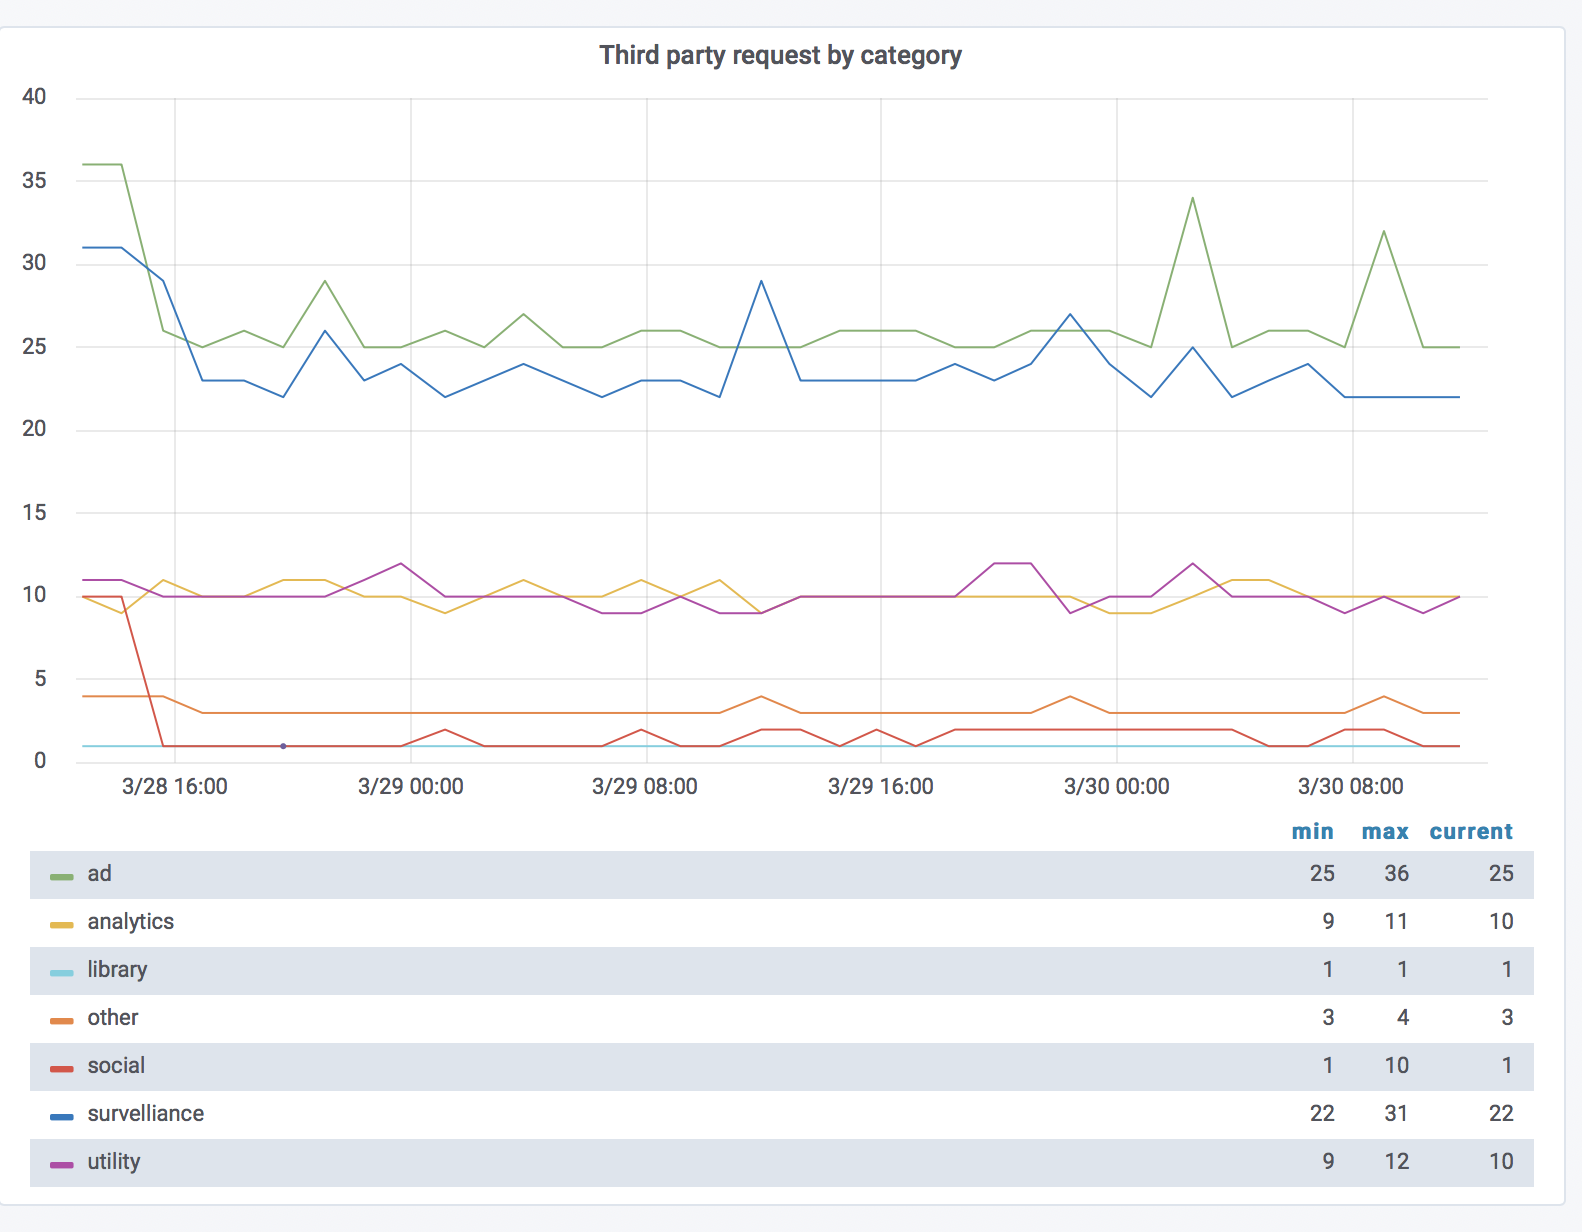 Third party request by category
40
35
30
25
20
15
10
5
0
3/28 16:00 3/29 00:00 3/29 08:00 3/29 16:00 3/30 00:00 3/30 08:00
min max current
ad 25 36 25
analytics 9 11 10
library 1 1 1
other 3 4 3
social 1 10 1
survelliance 22 31 22
utility 9 12 10